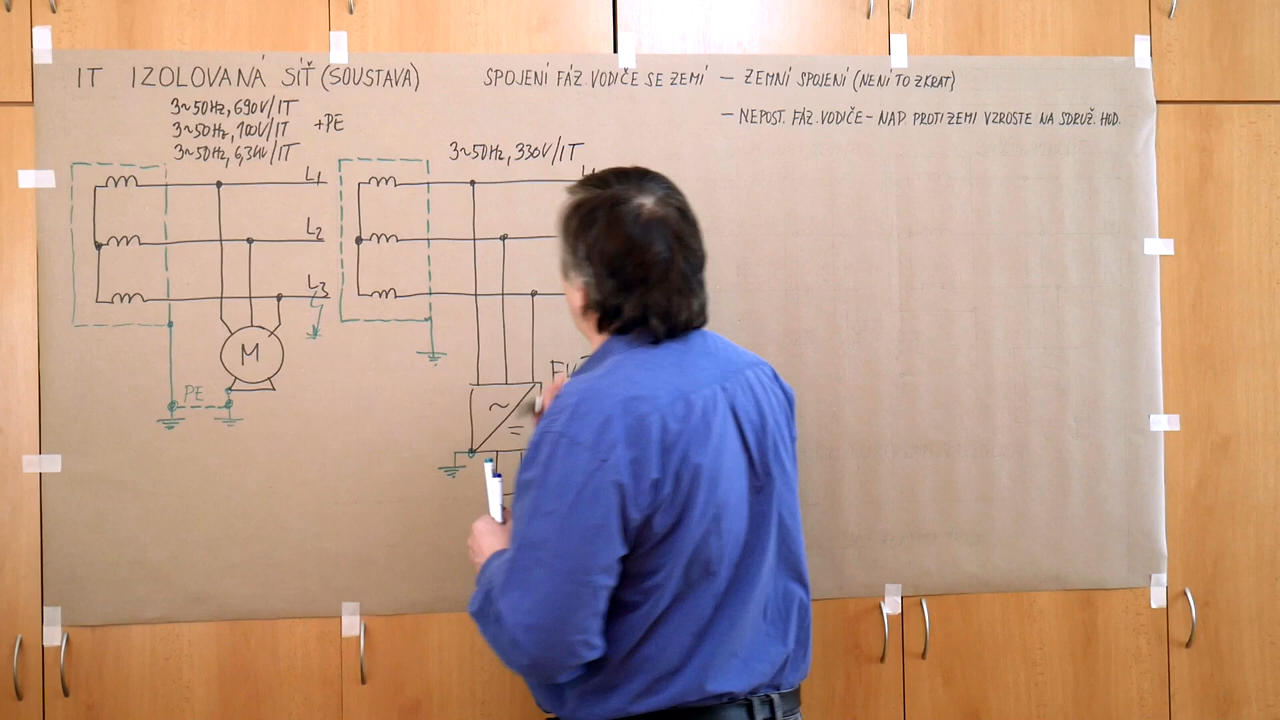 IT IZOLOVANÁ SÍŤ (SOUSTAVA)
3~50Hz, 690V/IT
3~50Hz, 700V/IT +PE
3~50Hz, 6,3kV/IT
SPOJENÍ FÁZ. VODIČE SE ZEMÍ – ZEMNÍ SPOJENÍ (NENÍ TO ZKRAT)
– NEPOST. FÁZ. VODIČE – NAP. PROTI ZEMI VZROSTE NA SDRUŽ. HOD.
L1
L2
L3
M
PE
3~50Hz, 330V/IT
~
=